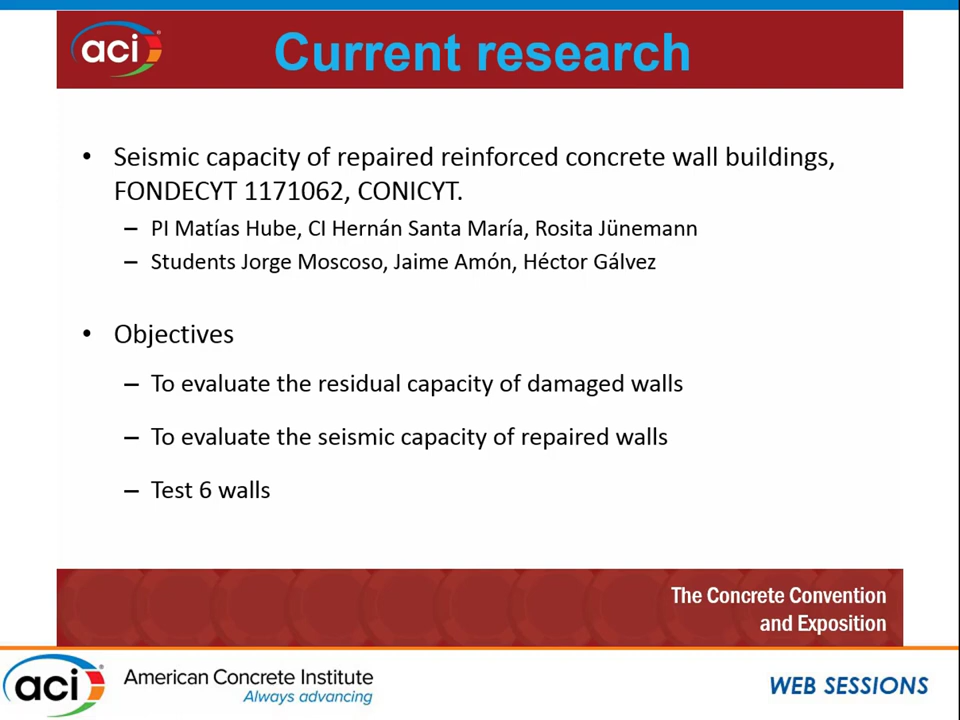 aci
Current research
• Seismic capacity of repaired reinforced concrete wall buildings,
FONDECYT 1171062, CONICYT.
– PI Matías Hube, CI Hernán Santa María, Rosita Jünemann
– Students Jorge Moscoso, Jaime Amón, Héctor Gálvez
• Objectives
– To evaluate the residual capacity of damaged walls
– To evaluate the seismic capacity of repaired walls
– Test 6 walls
The Concrete Convention
and Exposition
aci
American Concrete Institute
Always advancing
WEB SESSIONS